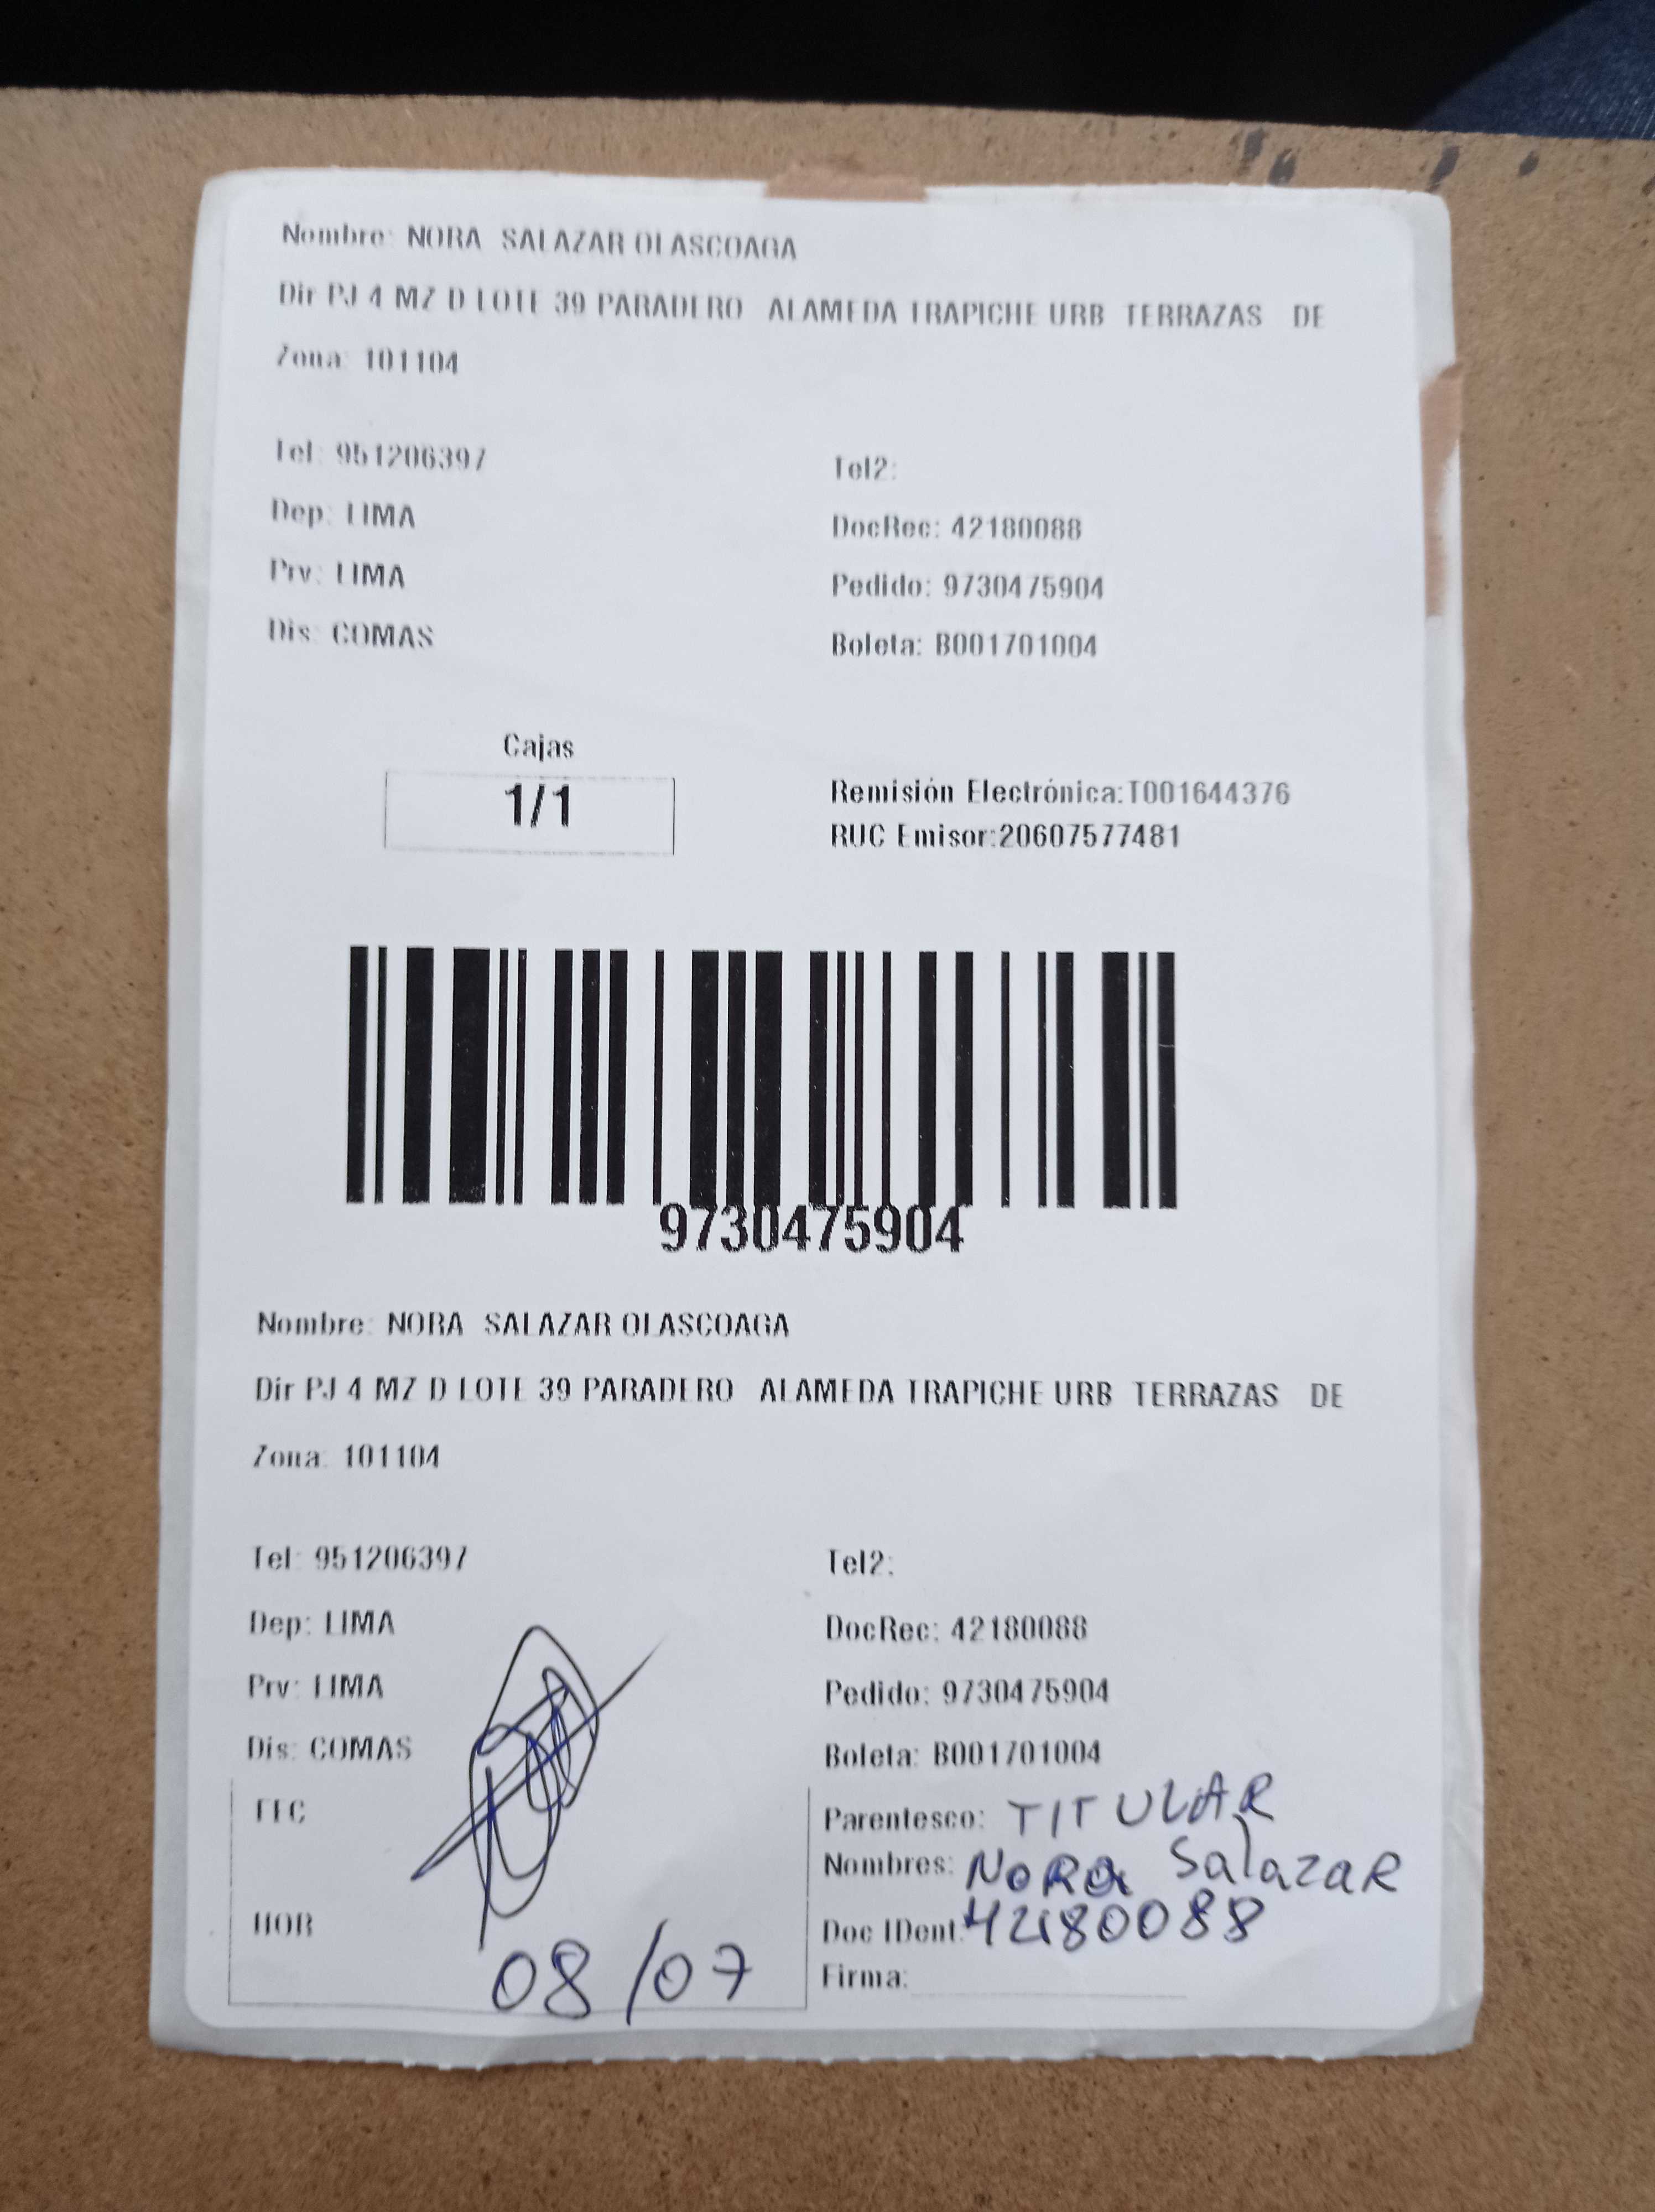 Nombre: NORA SALAZAR OLASCOAGA
Dir PJ 4 MZ D LOTE 39 PARADERO ALAMEDA TRAPICHE URB TERRAZAS DE
Zona: 101104
Tel: 951206397 Tel2:
Dep: LIMA DocRec: 42180088
Prv: LIMA Pedido: 9730475904
Dis: COMAS Boleta: B001701004
Cajas
1/1
Remisión Electrónica:T001644376
RUC Emisor:20607577481
9730475904
Nombre: NORA SALAZAR OLASCOAGA
Dir PJ 4 MZ D LOTE 39 PARADERO ALAMEDA TRAPICHE URB TERRAZAS DE
Zona: 101104
Tel: 951206397 Tel2:
Dep: LIMA DocRec: 42180088
Prv: LIMA Pedido: 9730475904
Dis: COMAS Boleta: B001701004
FEC Parentesco: TITULAR
Nombres: NORa SalazaR
HOR Doc IDent: 42180088
08/07 Firma: